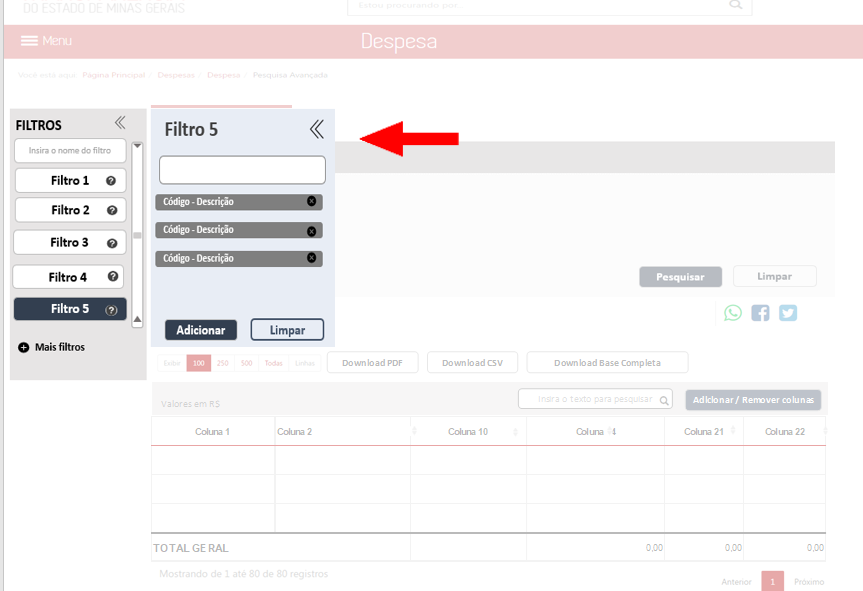 DO ESTADO DE MINAS GERAIS
Estou procurando por:
Menu
Despesa
Você está aqui: Página Principal / Despesas / Despesa / Pesquisa Avançada
FILTROS
Insira o nome do filtro
Filtro 1
Filtro 2
Filtro 3
Filtro 4
Filtro 5
Mais filtros
Filtro 5
Código - Descrição
Código - Descrição
Código - Descrição
Adicionar Limpar
Pesquisar Limpar
Exibir 100 250 500 Todas Linhas Download PDF Download CSV Download Base Completa
Valores em R$ Insira o texto para pesquisar Adicionar / Remover colunas
Coluna 1 Coluna 2 Coluna 10 Coluna 14 Coluna 21 Coluna 22
TOTAL GERAL 0,00 0,00 0,00
Mostrando de 1 até 80 de 80 registros
Anterior 1 Próximo